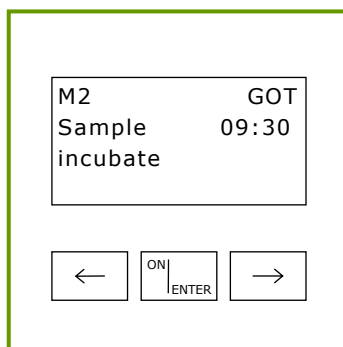 M2 GOT
Sample 09:30
incubate
← ON ENTER →